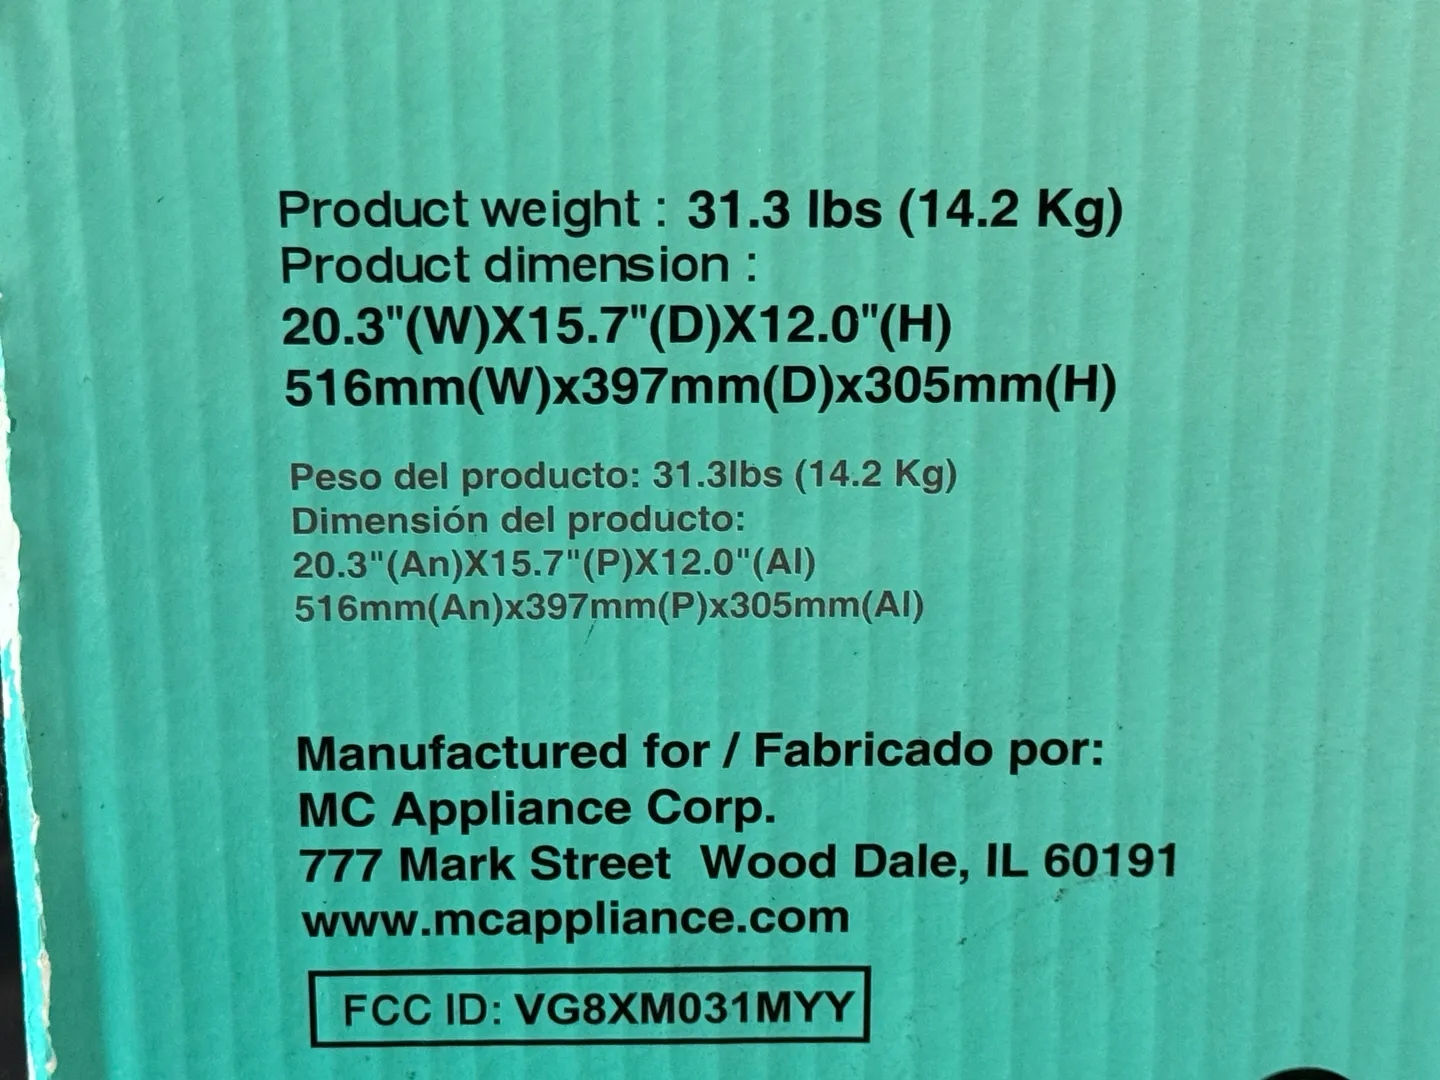 Product weight : 31.3 lbs (14.2 Kg)
Product dimension :
20.3"(W)X15.7"(D)X12.0"(H)
516mm(W)x397mm(D)x305mm(H)
Peso del producto: 31.3lbs (14.2 Kg)
Dimensión del producto:
20.3"(An)X15.7"(P)X12.0"(Al)
516mm(An)x397mm(P)x305mm(Al)
Manufactured for / Fabricado por:
MC Appliance Corp.
777 Mark Street Wood Dale, IL 60191
www.mcappliance.com
FCC ID: VG8XM031MYY